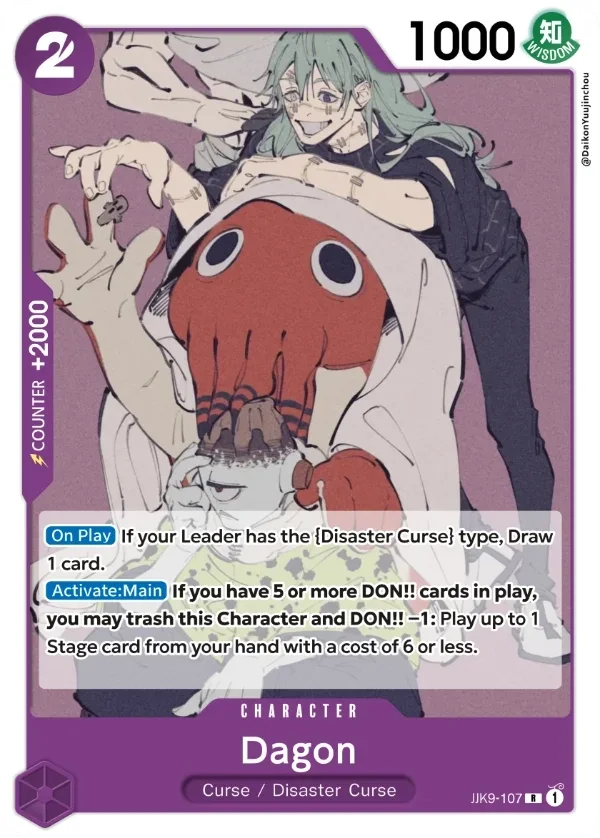 2
1000
知
WISDOM
@DaikonYuujinchou
COUNTER +2000
On Play If your Leader has the {Disaster Curse} type, Draw
1 card.
Activate:Main If you have 5 or more DON!! cards in play,
you may trash this Character and DON!! −1: Play up to 1
Stage card from your hand with a cost of 6 or less.
CHARACTER
Dagon
Curse / Disaster Curse
JJK9-107 R 1